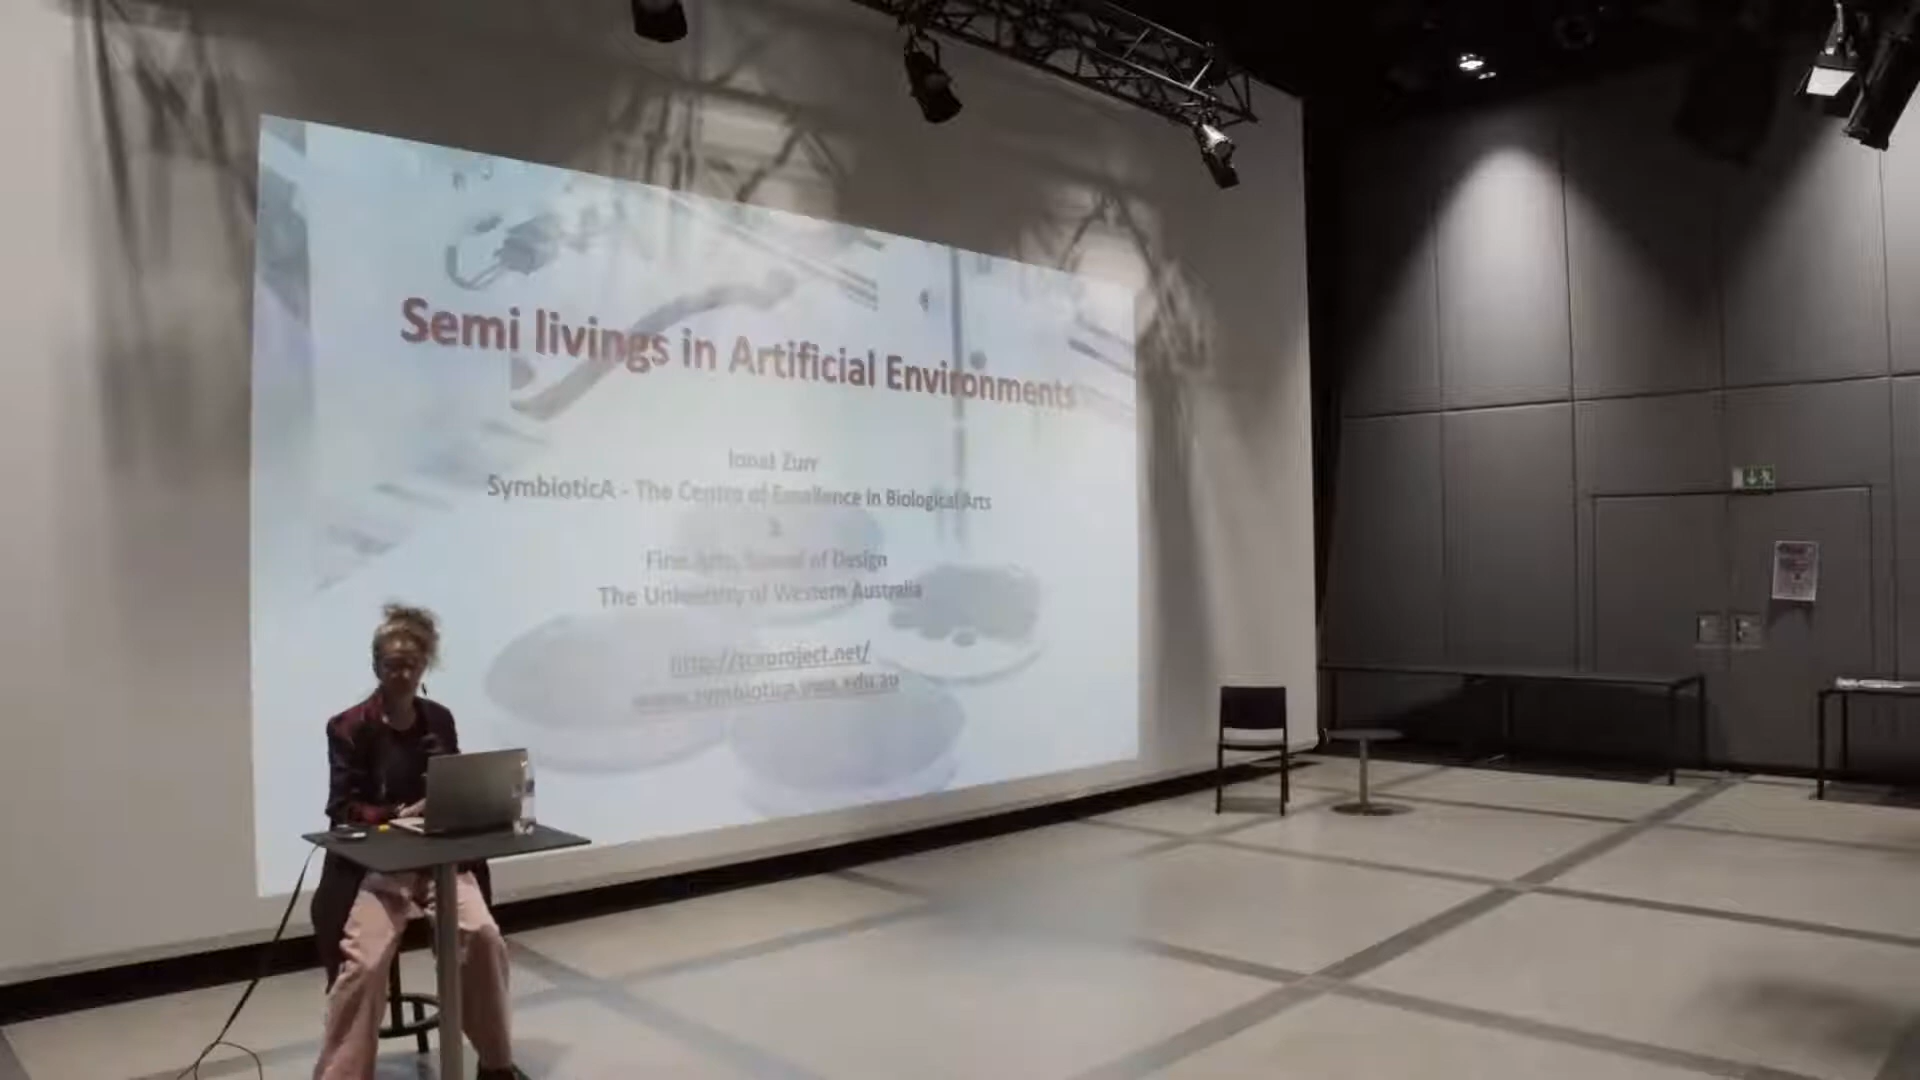 Semi livings in Artificial Environments
Ionat Zurr
SymbioticA - The Centre of Excellence in Biological Arts
&
Fine Arts, School of Design
The University of Western Australia
http://tcaproject.net/
www.symbiotica.uwa.edu.au